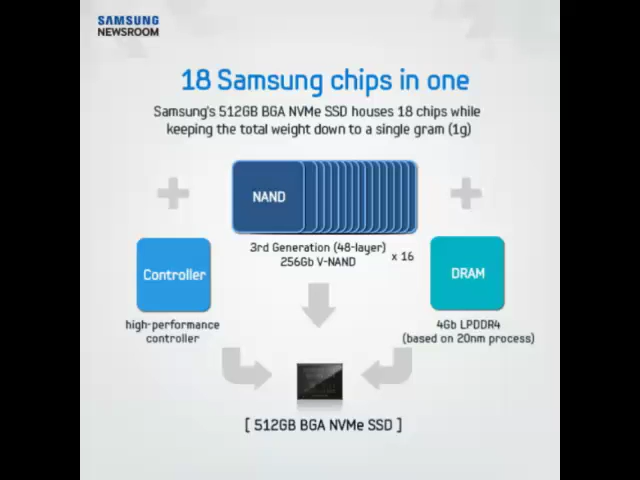 SAMSUNG
NEWSROOM
18 Samsung chips in one
Samsung's 512GB BGA NVMe SSD houses 18 chips while
keeping the total weight down to a single gram (1g)
NAND
3rd Generation (48-layer)
256Gb V-NAND
x 16
Controller
high-performance
controller
DRAM
4Gb LPDDR4
(based on 20nm process)
[ 512GB BGA NVMe SSD ]